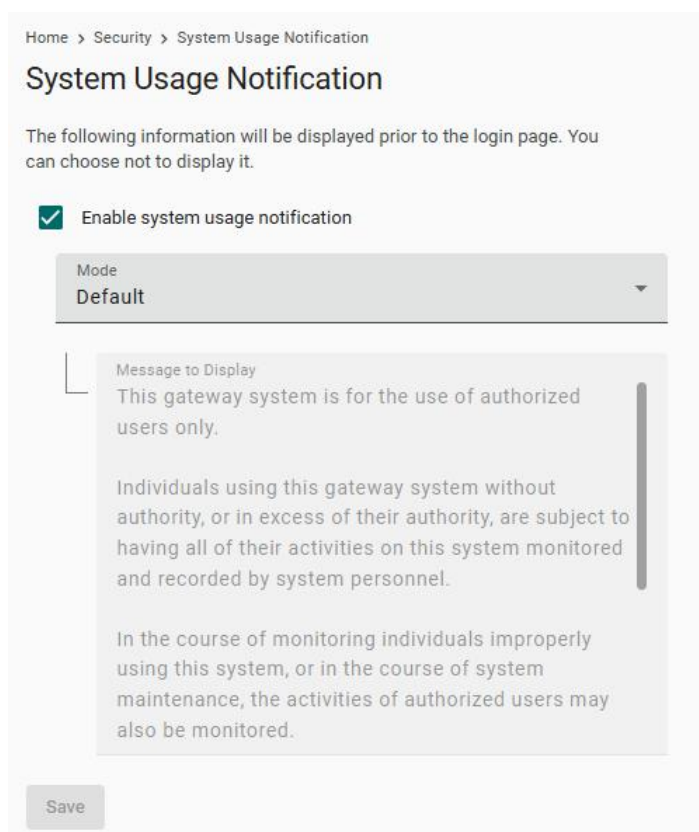 Home > Security > System Usage Notification
System Usage Notification
The following information will be displayed prior to the login page. You
can choose not to display it.
Enable system usage notification
Mode
Default
Message to Display
This gateway system is for the use of authorized
users only.
Individuals using this gateway system without
authority, or in excess of their authority, are subject to
having all of their activities on this system monitored
and recorded by system personnel.
In the course of monitoring individuals improperly
using this system, or in the course of system
maintenance, the activities of authorized users may
also be monitored.
Save